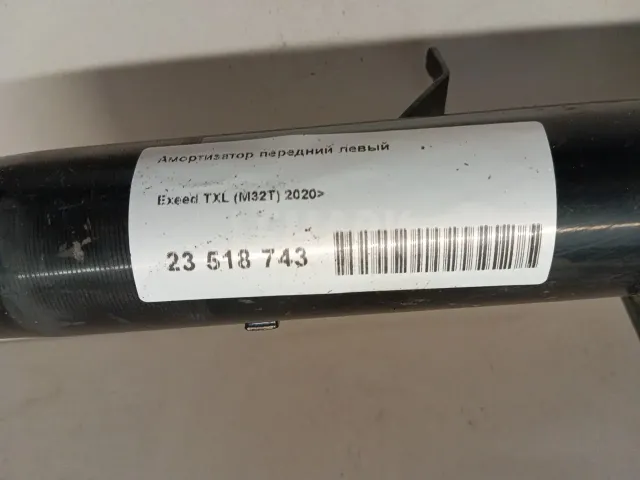 Амортизатор передний левый
Exeed TXL (M32T) 2020>
23 518 743